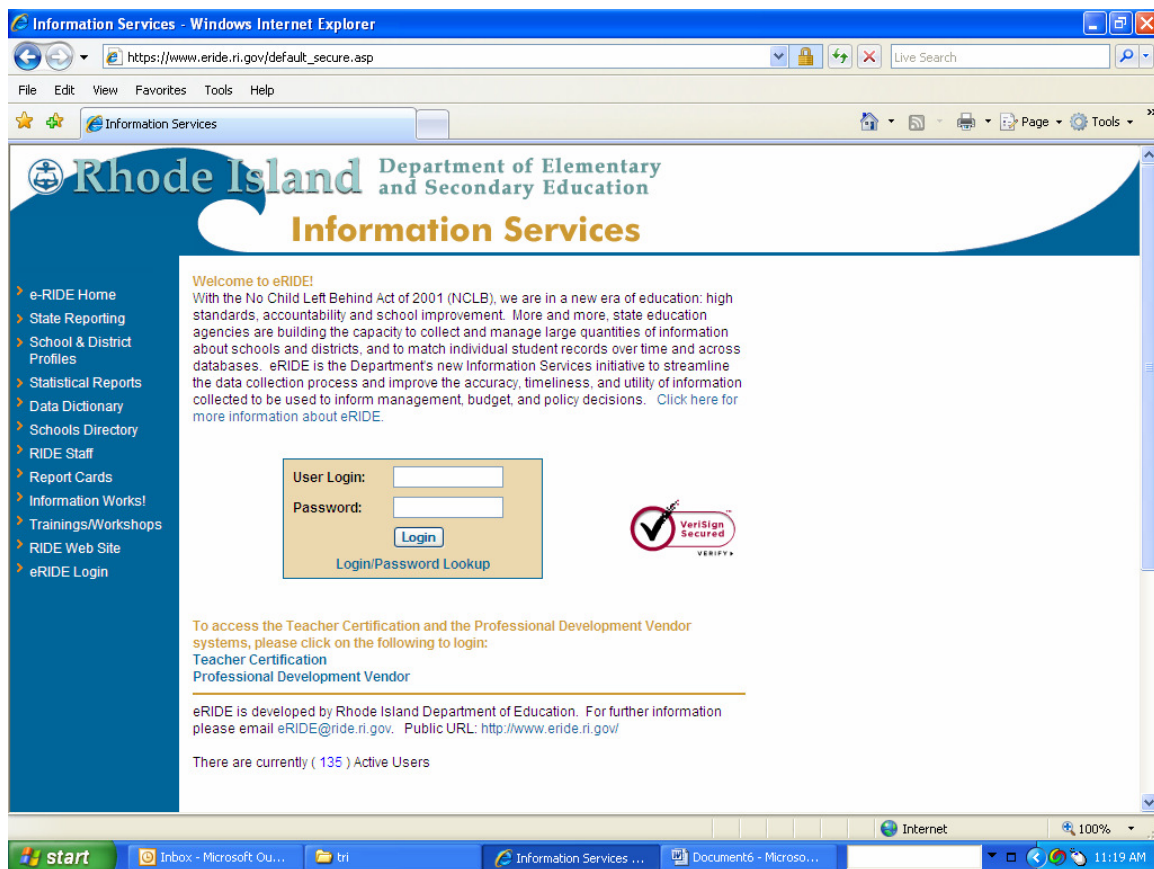 Information Services - Windows Internet Explorer
https://www.eride.ri.gov/default_secure.asp
Live Search
File Edit View Favorites Tools Help
Information Services
Page Tools
Rhode Island Department of Elementary
and Secondary Education
Information Services
e-RIDE Home
State Reporting
School & District
Profiles
Statistical Reports
Data Dictionary
Schools Directory
RIDE Staff
Report Cards
Information Works!
Trainings/Workshops
RIDE Web Site
eRIDE Login
Welcome to eRIDE!
With the No Child Left Behind Act of 2001 (NCLB), we are in a new era of education: high
standards, accountability and school improvement. More and more, state education
agencies are building the capacity to collect and manage large quantities of information
about schools and districts, and to match individual student records over time and across
databases. eRIDE is the Department's new Information Services initiative to streamline
the data collection process and improve the accuracy, timeliness, and utility of information
collected to be used to inform management, budget, and policy decisions. Click here for
more information about eRIDE.
User Login:
Password:
Login
Login/Password Lookup
VeriSign
Secured
VERIFY
To access the Teacher Certification and the Professional Development Vendor
systems, please click on the following to login:
Teacher Certification
Professional Development Vendor
eRIDE is developed by Rhode Island Department of Education. For further information
please email eRIDE@ride.ri.gov. Public URL: http://www.eride.ri.gov/
There are currently ( 135 ) Active Users
Internet 100%
start Inbox - Microsoft Ou... tri Information Services ... Document6 - Microso... 11:19 AM